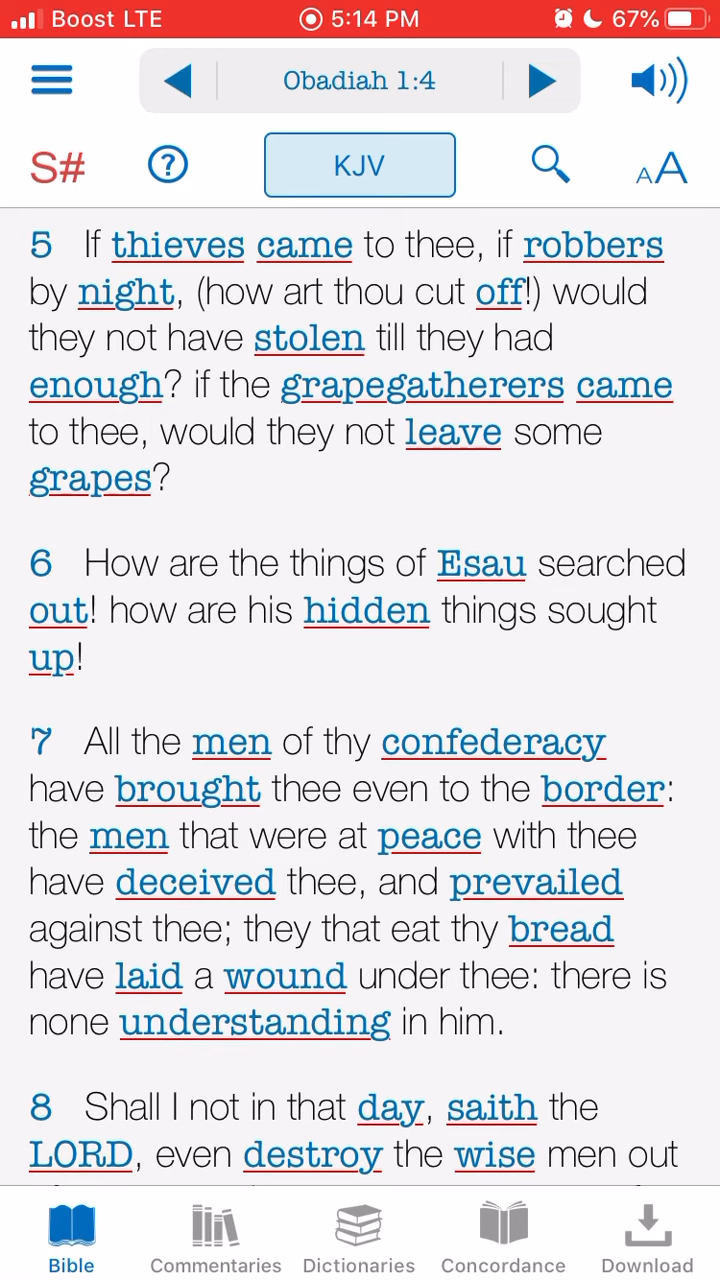 Boost LTE 5:14 PM 67%
Obadiah 1:4
S# ? KJV AA
5 If thieves came to thee, if robbers
by night, (how art thou cut off!) would
they not have stolen till they had
enough? if the grapegatherers came
to thee, would they not leave some
grapes?
6 How are the things of Esau searched
out! how are his hidden things sought
up!
7 All the men of thy confederacy
have brought thee even to the border:
the men that were at peace with thee
have deceived thee, and prevailed
against thee; they that eat thy bread
have laid a wound under thee: there is
none understanding in him.
8 Shall I not in that day, saith the
LORD, even destroy the wise men out
Bible Commentaries Dictionaries Concordance Download